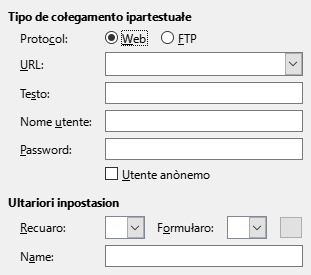 Tipo de cołegamento ipartestuałe
Protocol: Web FTP
URL:
Testo:
Nome utente:
Password:
Utente anònemo
Ultariori inpostasion
Recuaro: Formułaro:
Name: